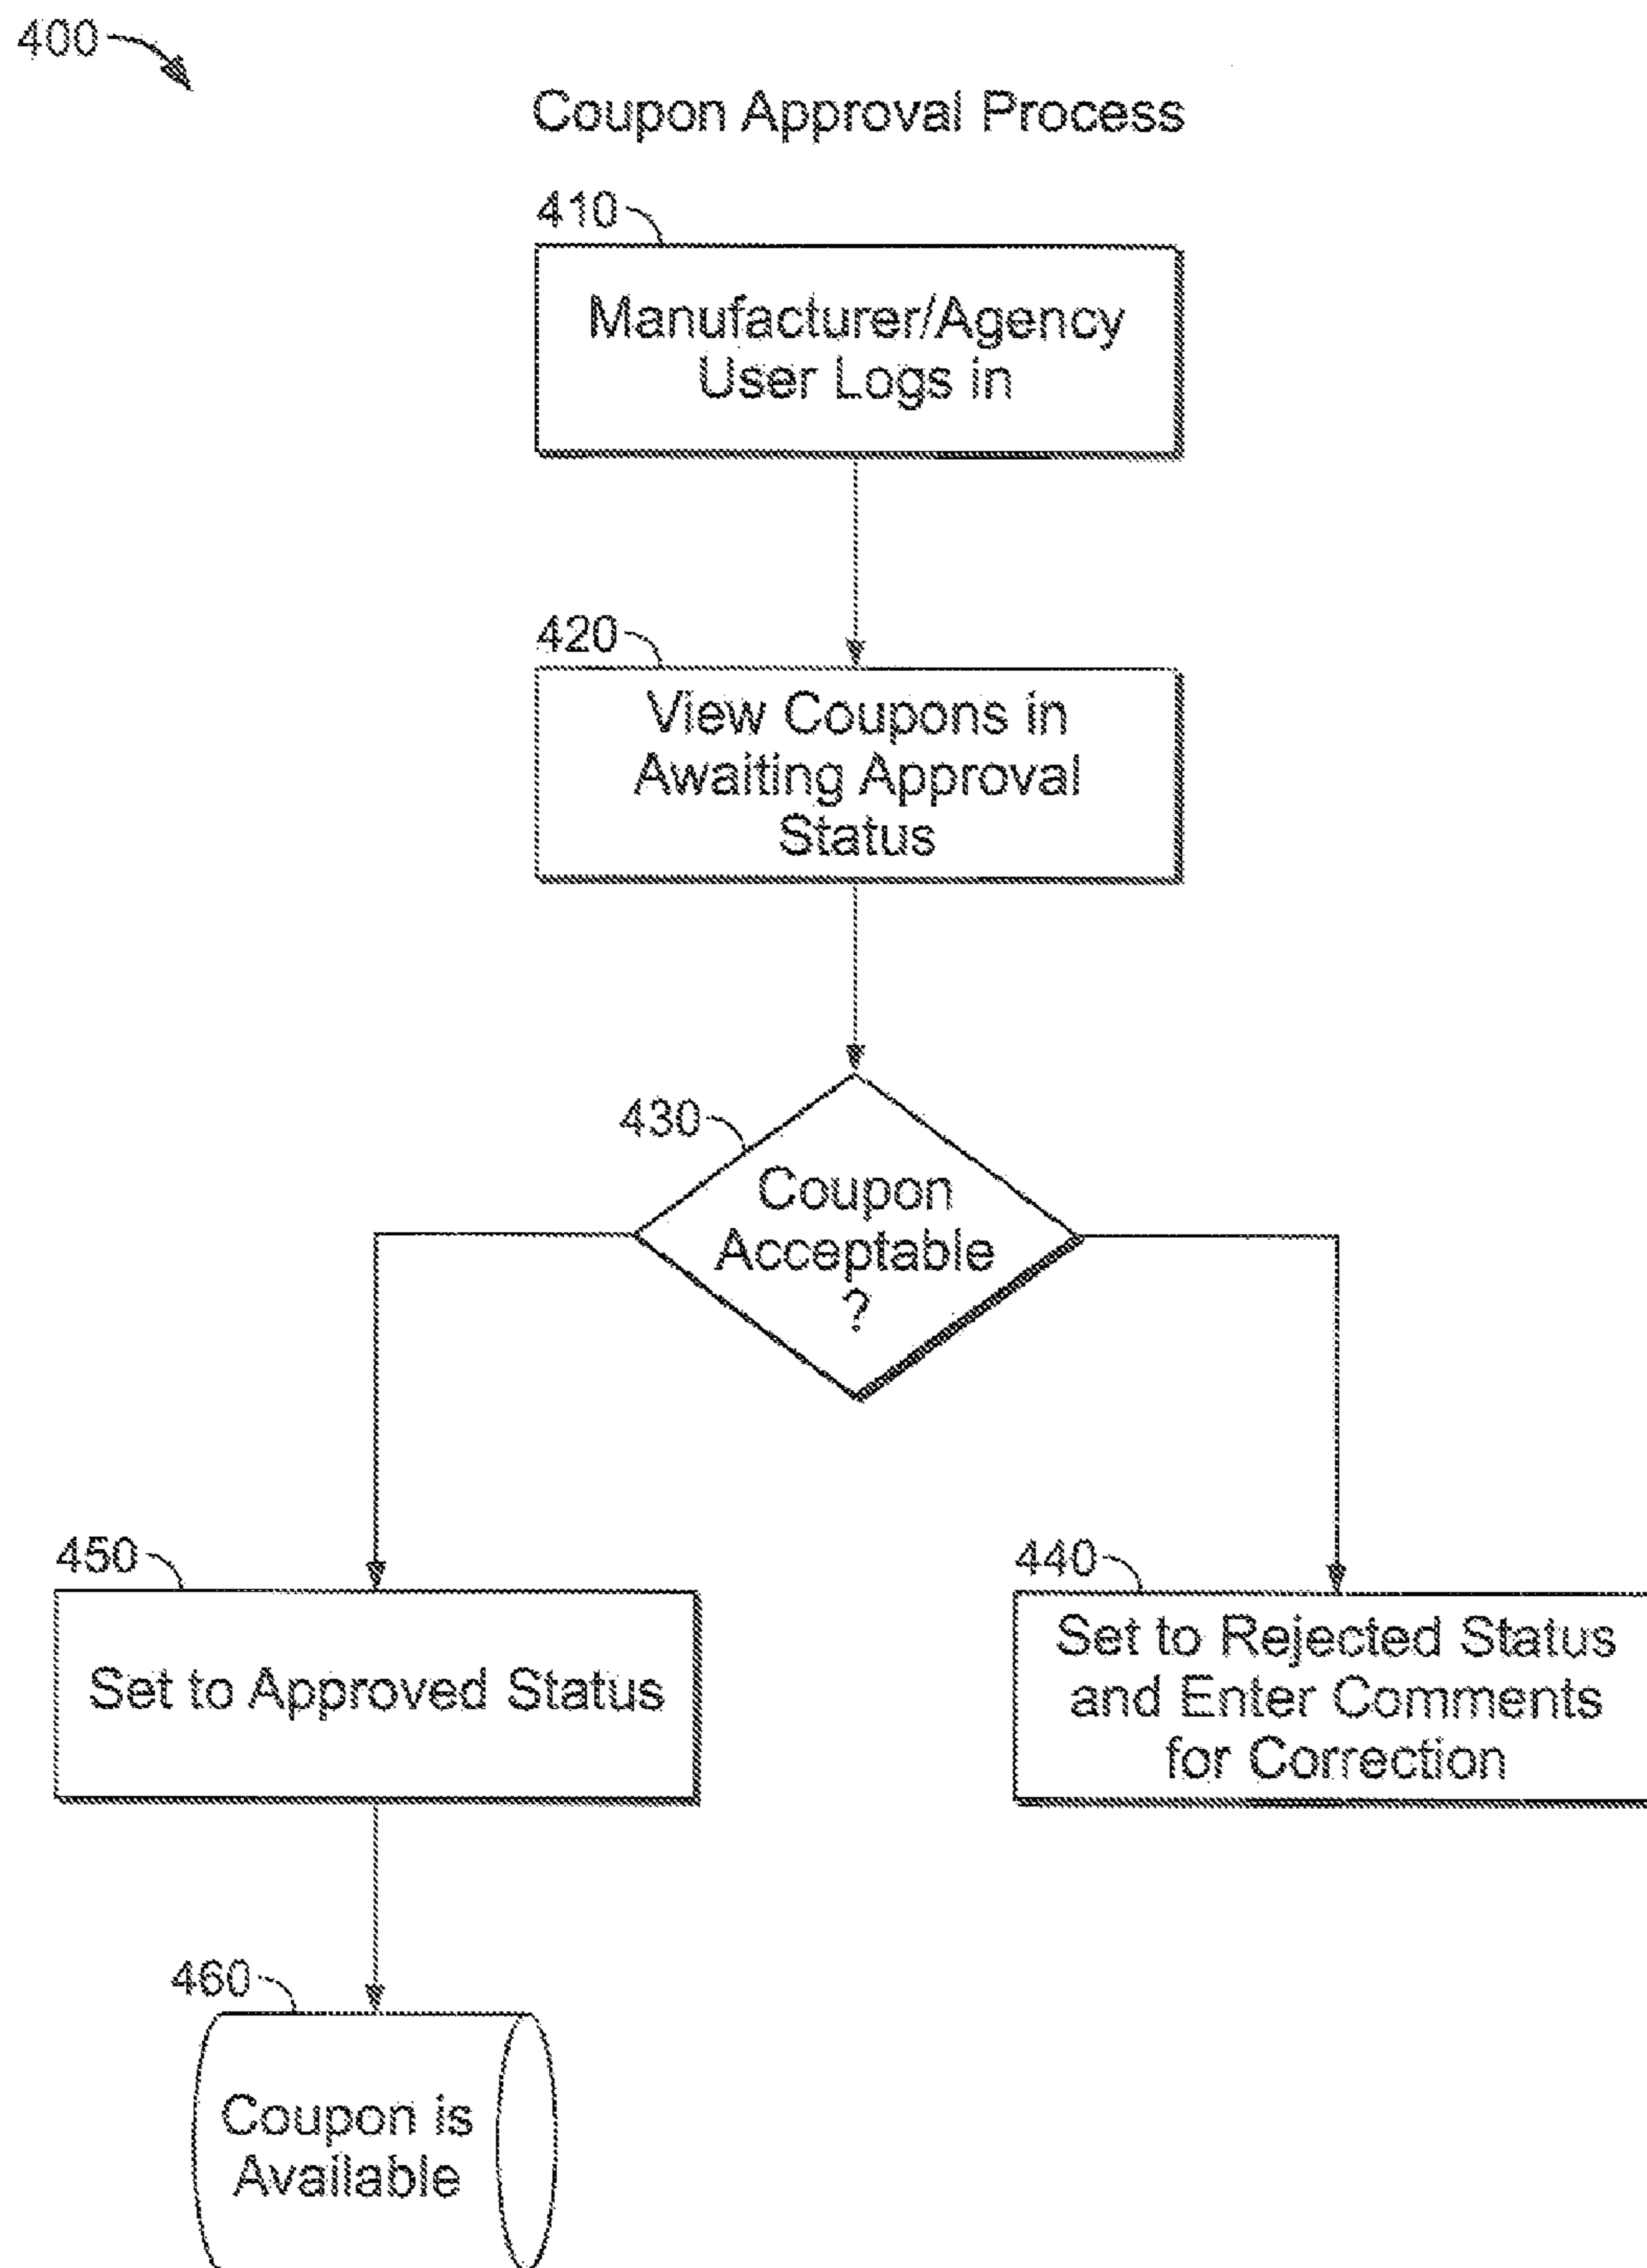 400
Coupon Approval Process
410
Manufacturer/Agency
User Logs in
420
View Coupons in
Awaiting Approval
Status
430
Coupon
Acceptable
?
450
Set to Approved Status
440
Set to Rejected Status
and Enter Comments
for Correction
460
Coupon is
Available